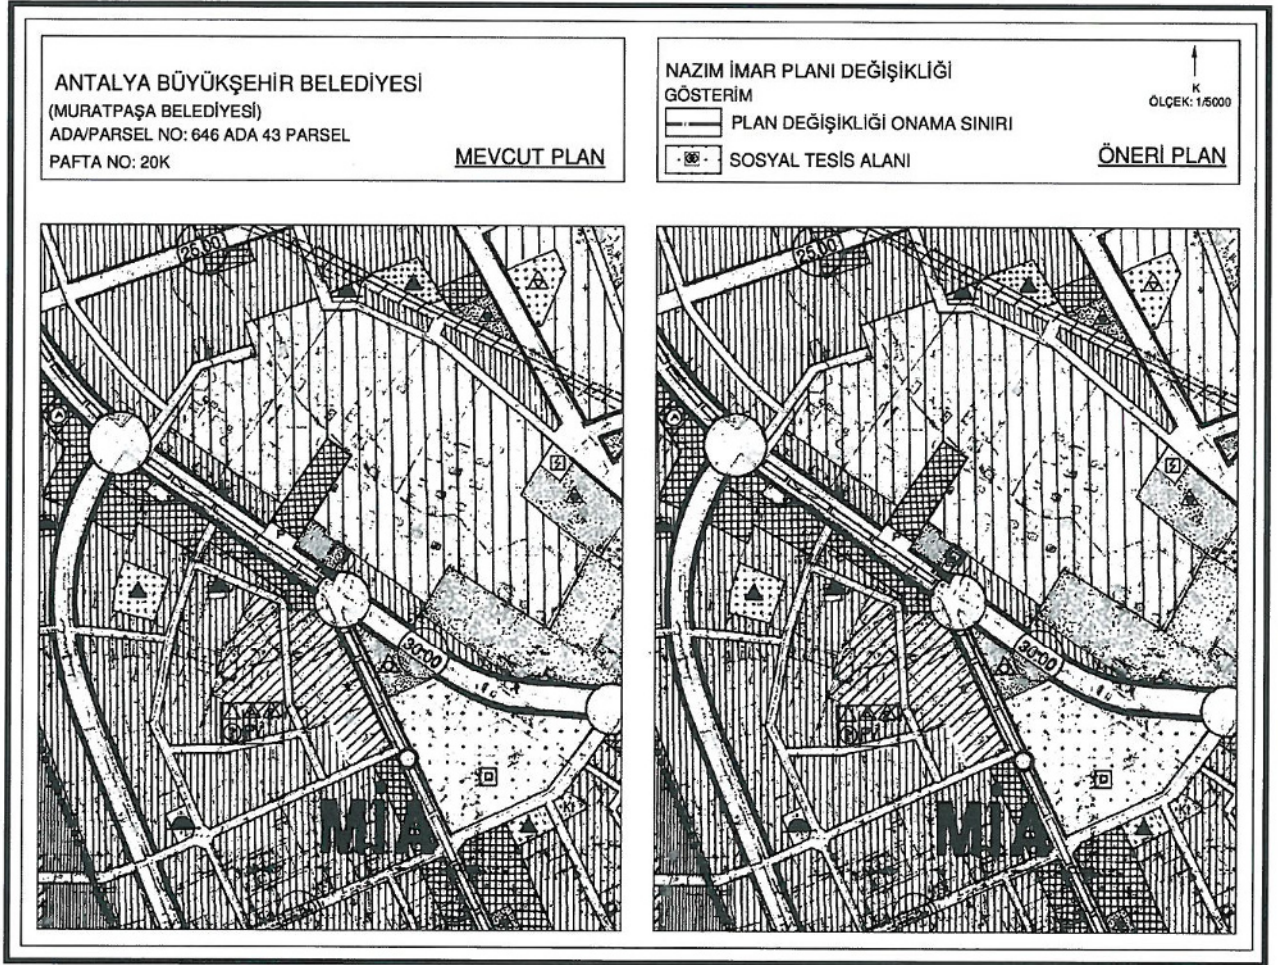 ANTALYA BÜYÜKŞEHİR BELEDİYESİ
(MURATPAŞA BELEDİYESİ)
ADA/PARSEL NO: 646 ADA 43 PARSEL
PAFTA NO: 20K
MEVCUT PLAN
NAZIM İMAR PLANI DEĞİŞİKLİĞİ
GÖSTERİM
PLAN DEĞİŞİKLİĞİ ONAMA SINIRI
SOSYAL TESİS ALANI
K
ÖLÇEK: 1/5000
ÖNERİ PLAN
25.00
30.00
MİA
25.00
30.00
MİA